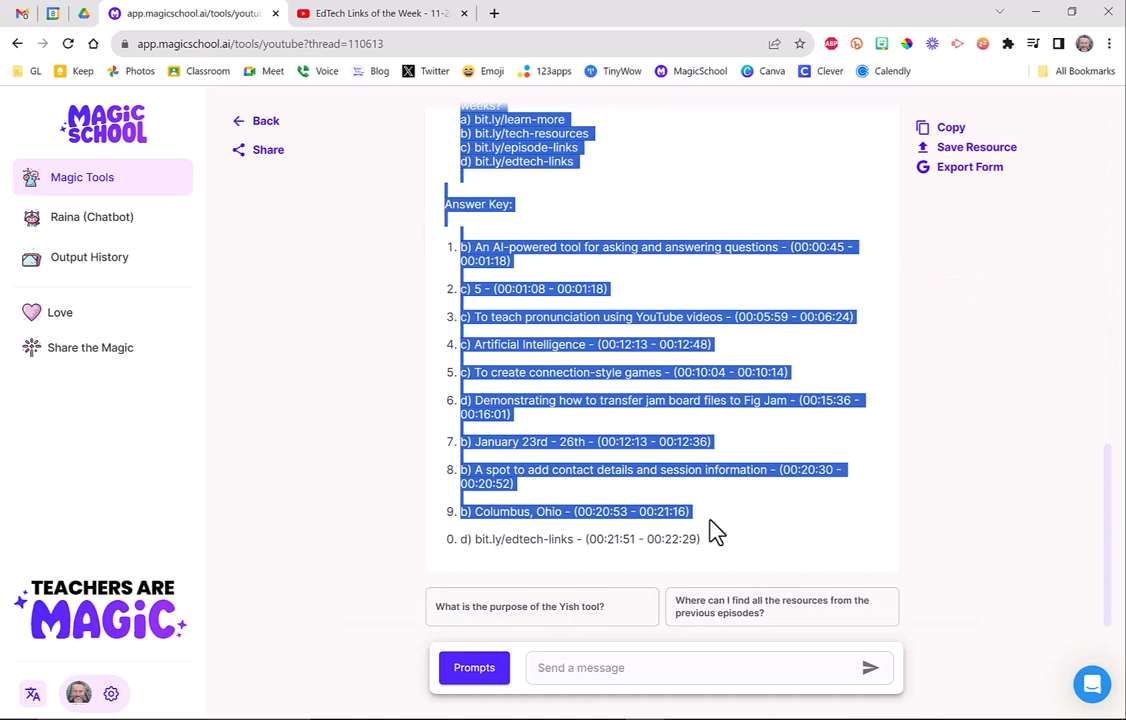 app.magicschool.ai/tools/youtu
EdTech Links of the Week - 11-2
app.magicschool.ai/tools/youtube?thread=110613
GL
Keep
Photos
Classroom
Meet
Voice
Blog
Twitter
Emoji
123apps
TinyWow
MagicSchool
Canva
Clever
Calendly
All Bookmarks
MAGIC
SCHOOL
Magic Tools
Raina (Chatbot)
Output History
Love
Share the Magic
TEACHERS ARE
MAGIC
Back
Share
weeks?
a) bit.ly/learn-more
b) bit.ly/tech-resources
c) bit.ly/episode-links
d) bit.ly/edtech-links
Answer Key:
1. b) An AI-powered tool for asking and answering questions - (00:00:45 -
00:01:18)
2. c) 5 - (00:01:08 - 00:01:18)
3. c) To teach pronunciation using YouTube videos - (00:05:59 - 00:06:24)
4. c) Artificial Intelligence - (00:12:13 - 00:12:48)
5. c) To create connection-style games - (00:10:04 - 00:10:14)
6. d) Demonstrating how to transfer jam board files to Fig Jam - (00:15:36 -
00:16:01)
7. b) January 23rd - 26th - (00:12:13 - 00:12:36)
8. b) A spot to add contact details and session information - (00:20:30 -
00:20:52)
9. b) Columbus, Ohio - (00:20:53 - 00:21:16)
0. d) bit.ly/edtech-links - (00:21:51 - 00:22:29)
What is the purpose of the Yish tool?
Where can I find all the resources from the
previous episodes?
Prompts
Send a message
Copy
Save Resource
Export Form